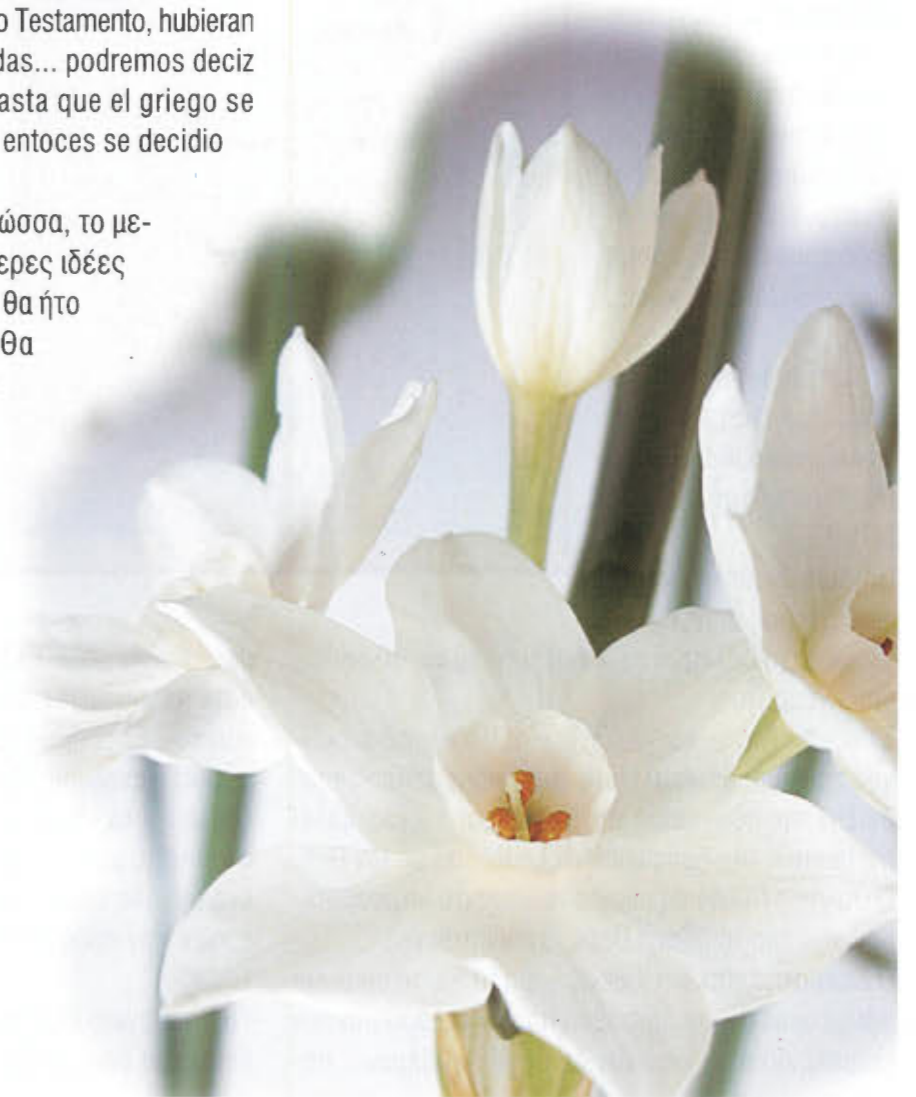 o Testamento, hubieran
das... podremos deciz
asta que el griego se
entoces se decidio
ώσσα, το με-
ερες ιδέες
θα ήτο
θα